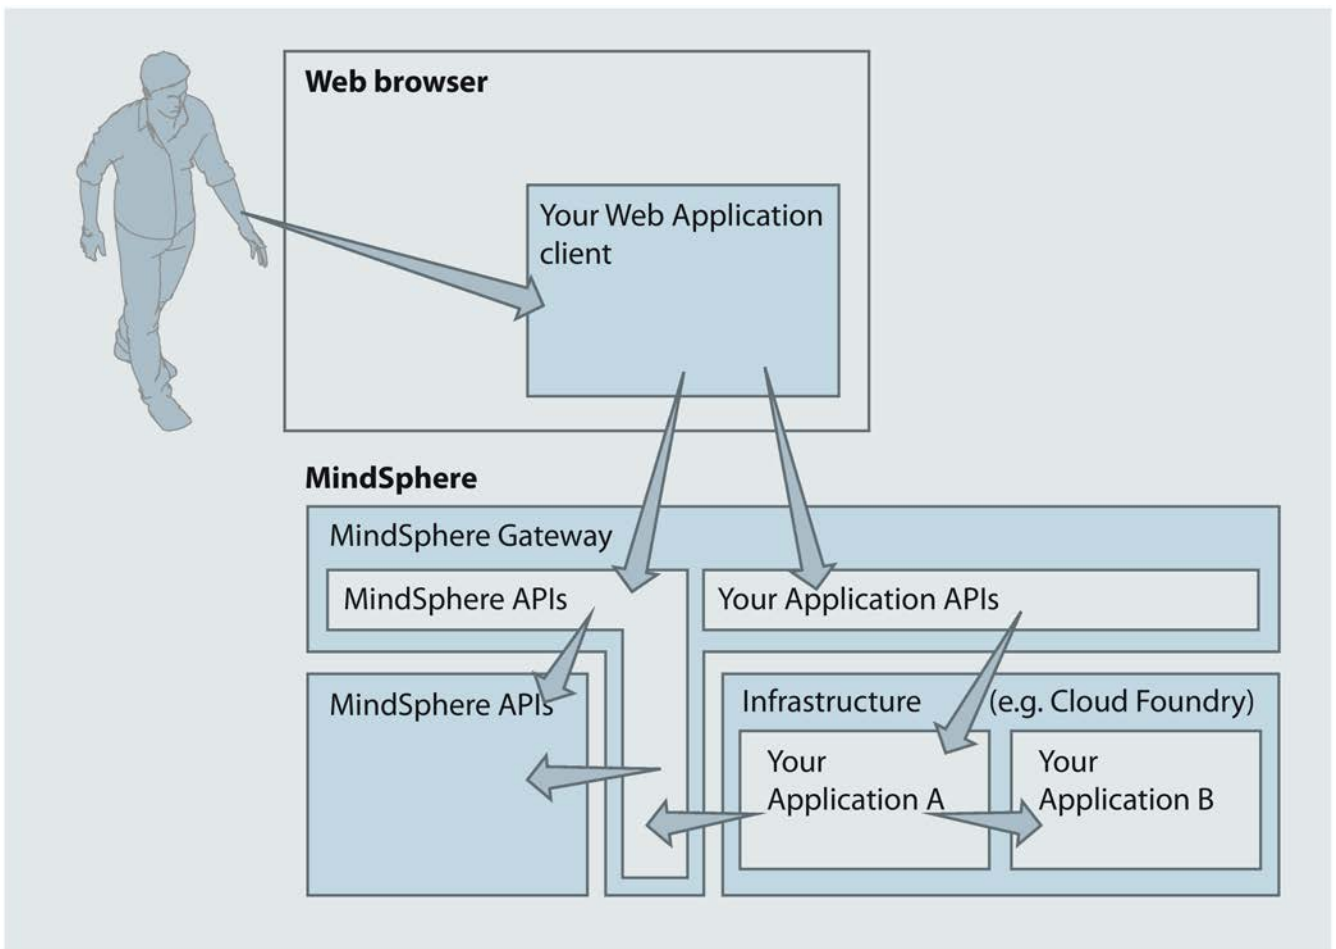 Web browser
Your Web Application
client
MindSphere
MindSphere Gateway
MindSphere APIs
Your Application APIs
MindSphere APIs
Infrastructure (e.g. Cloud Foundry)
Your
Application A
Your
Application B